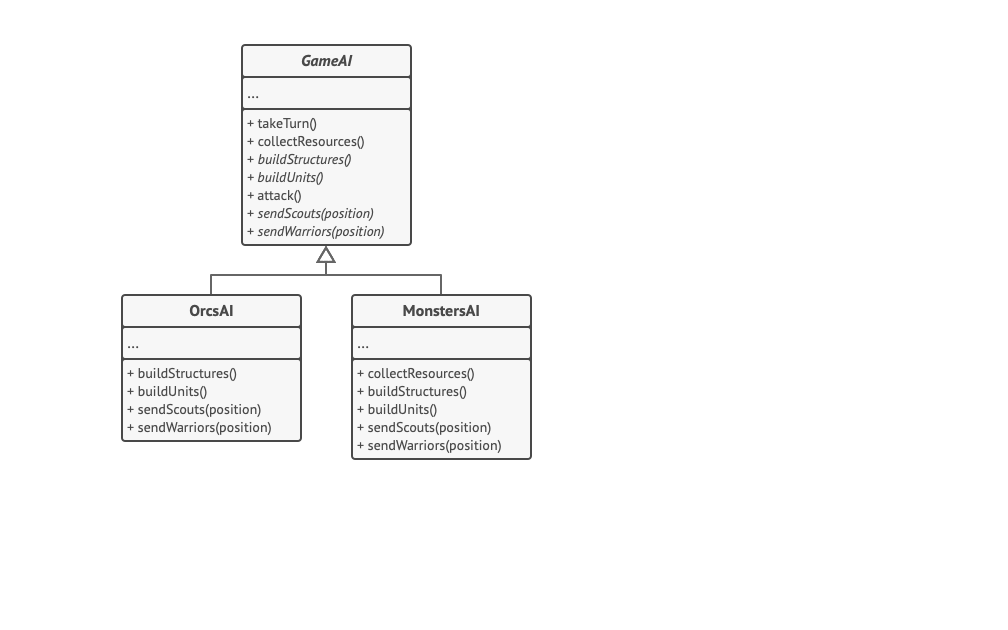 GameAI
...
+ takeTurn()
+ collectResources()
+ buildStructures()
+ buildUnits()
+ attack()
+ sendScouts(position)
+ sendWarriors(position)
OrcsAI
...
+ buildStructures()
+ buildUnits()
+ sendScouts(position)
+ sendWarriors(position)
MonstersAI
...
+ collectResources()
+ buildStructures()
+ buildUnits()
+ sendScouts(position)
+ sendWarriors(position)